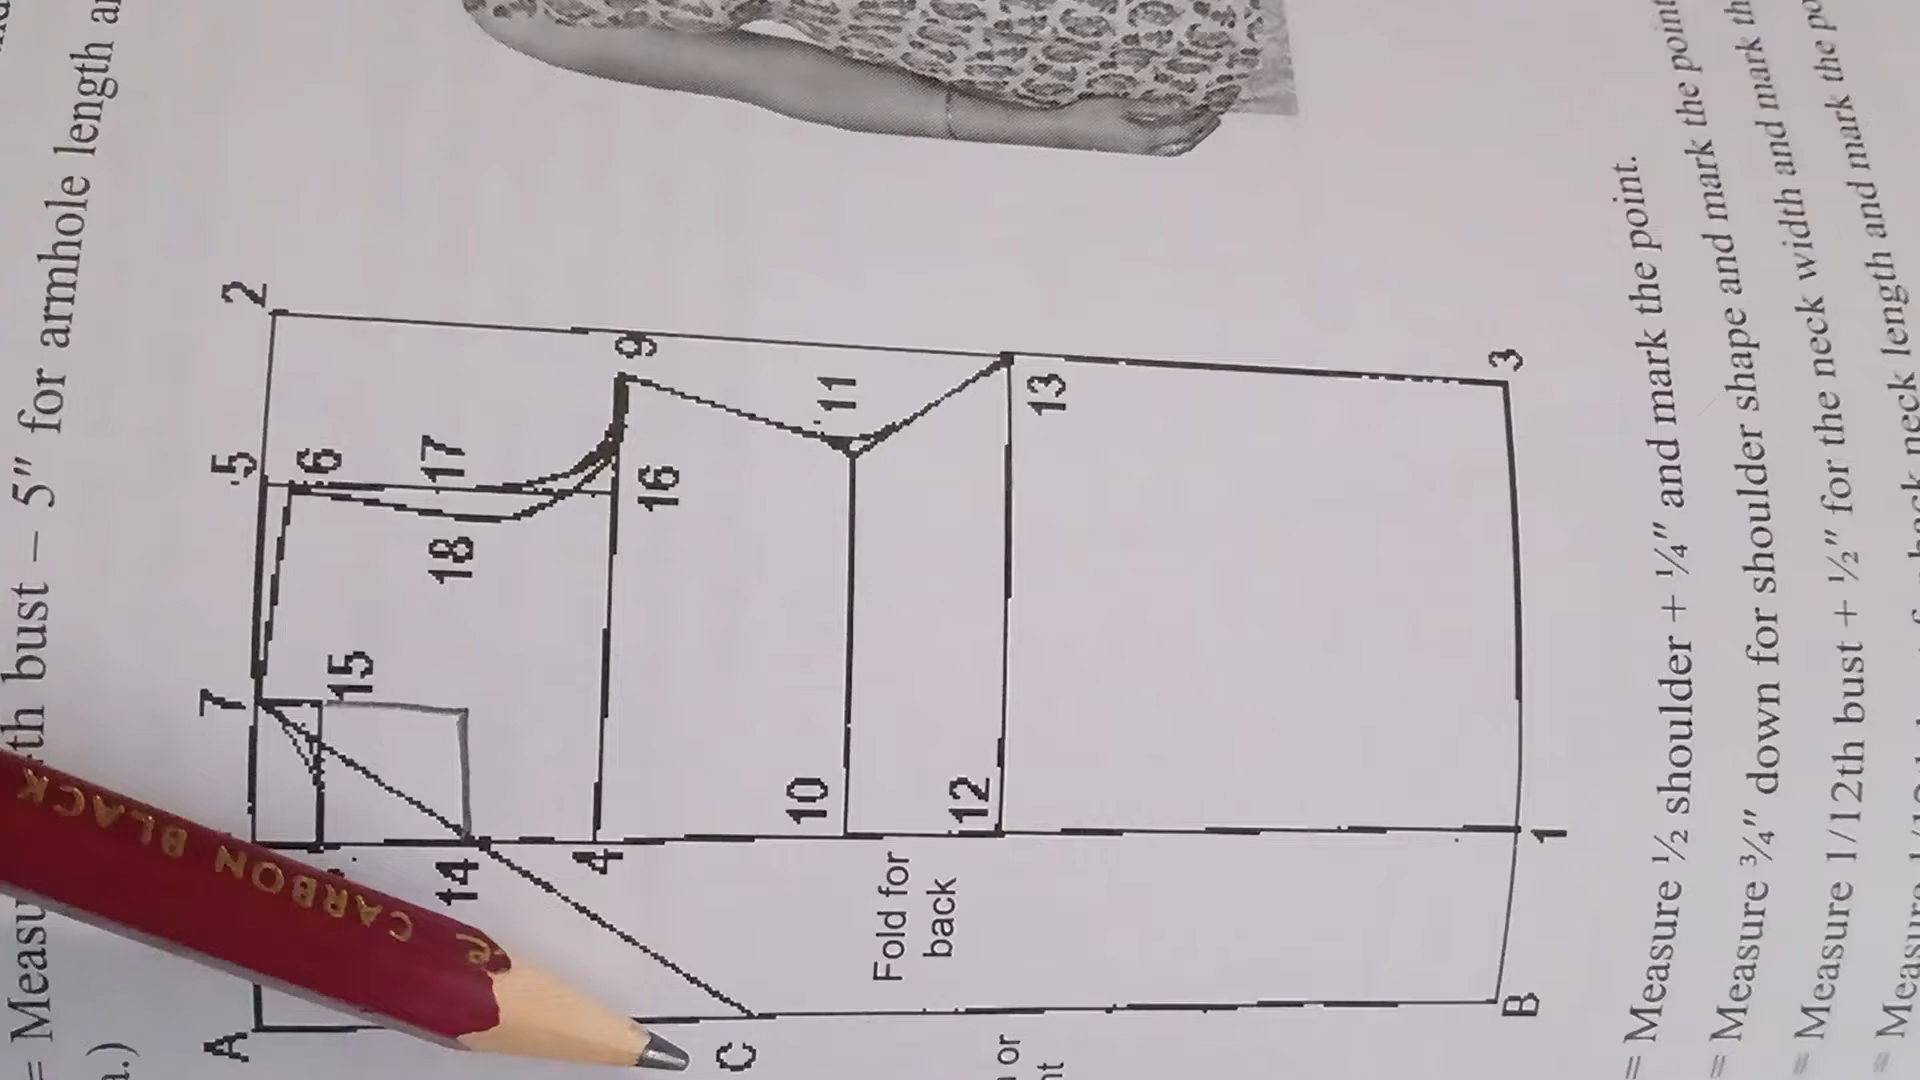 = Measu th bust – 5″ for armhole length
a.)
2
5
6
17
18
9
16
11
13
3
7
15
14
4
10
12
1
A
C
B
Fold for
back
or
CARBON BLACK
= Measure ½ shoulder + ¼″ and mark the point.
= Measure ¾″ down for shoulder shape and mark the point
= Measure 1/12th bust + ½″ for the neck width and mark th
= Measure neck length and mark the po